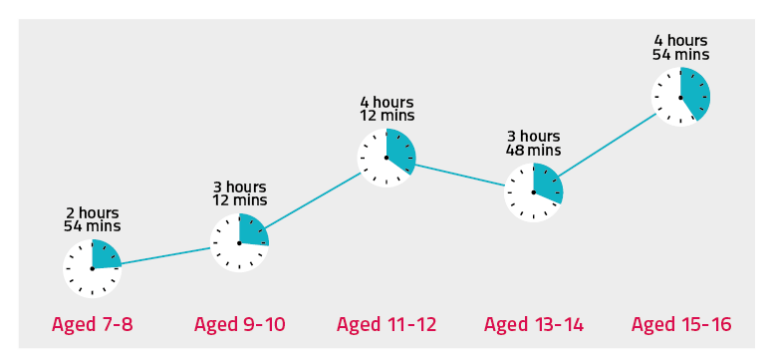 4 hours
54 mins
4 hours
12 mins
3 hours
48 mins
3 hours
12 mins
2 hours
54 mins
Aged 7-8
Aged 9-10
Aged 11-12
Aged 13-14
Aged 15-16